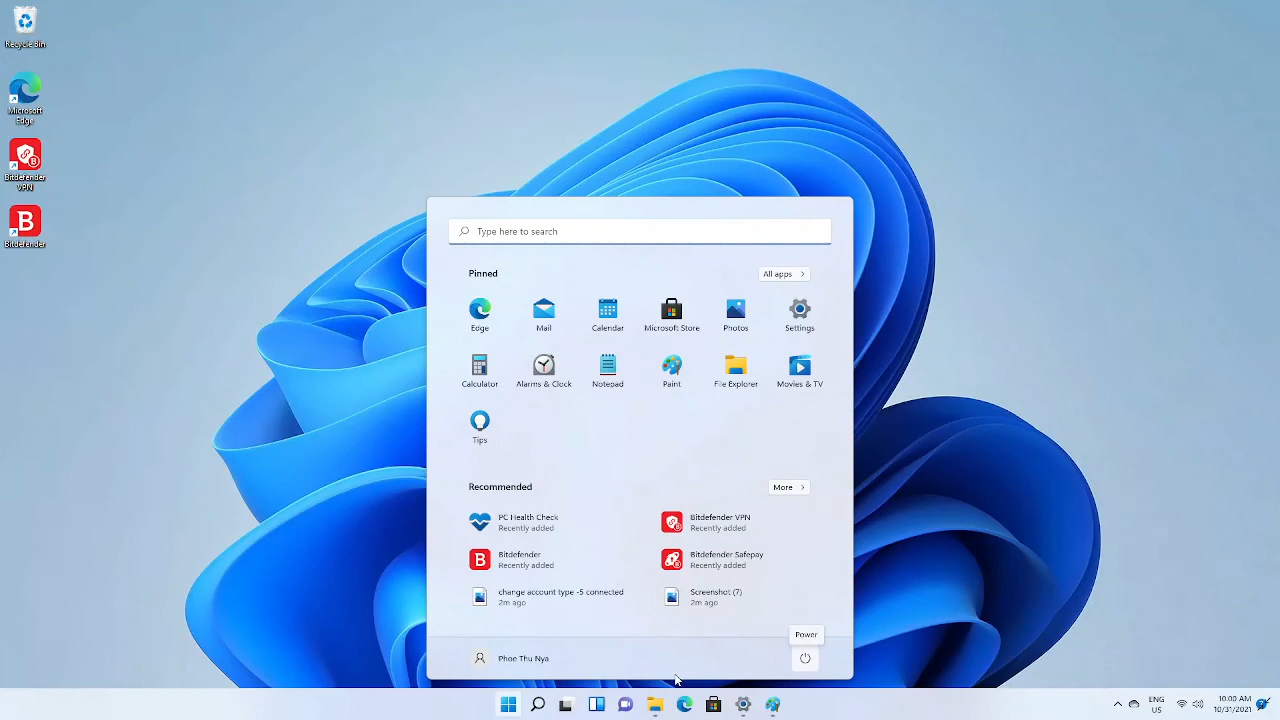 Recycle Bin
Microsoft
Edge
Bitdefender
VPN
Bitdefender
Type here to search
Pinned
All apps
Edge
Mail
Calendar
Microsoft Store
Photos
Settings
Calculator
Alarms & Clock
Notepad
Paint
File Explorer
Movies & TV
Tips
Recommended
More
PC Health Check
Recently added
Bitdefender VPN
Recently added
Bitdefender
Recently added
Bitdefender Safepay
Recently added
change account type -5 connected
2m ago
Screenshot (7)
2m ago
Power
Phoe Thu Nya
ENG
US
10:00 AM
10/31/2021